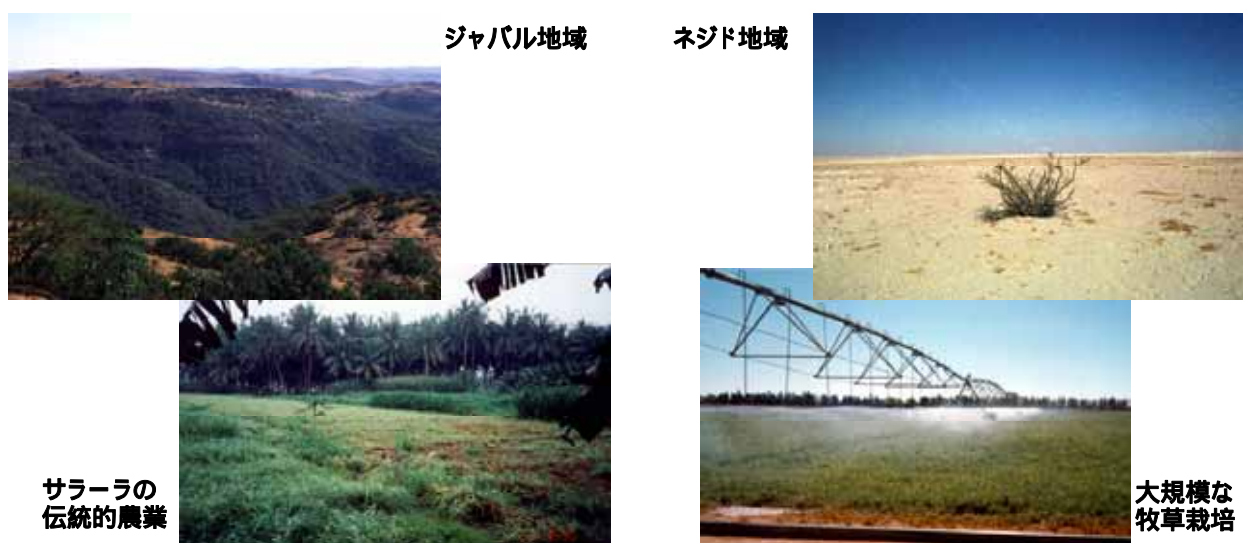 ジャバル地域
ネジド地域
サラーラの
伝統的農業
大規模な
牧草栽培